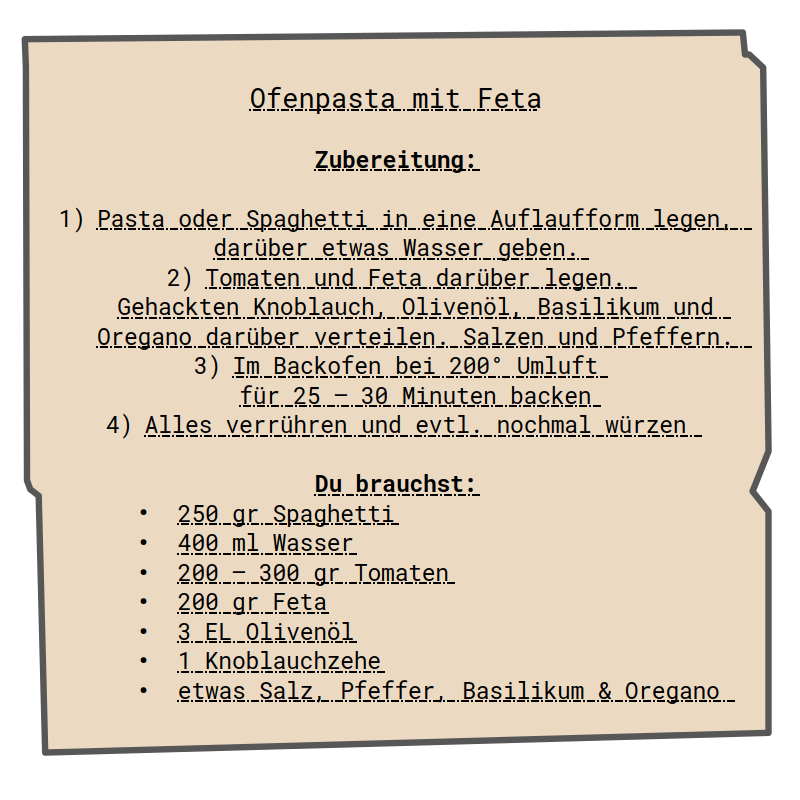 Ofenpasta mit Feta
Zubereitung:
1) Pasta oder Spaghetti in eine Auflaufform legen,
darüber etwas Wasser geben.
2) Tomaten und Feta darüber legen.
Gehackten Knoblauch, Olivenöl, Basilikum und
Oregano darüber verteilen. Salzen und Pfeffern.
3) Im Backofen bei 200° Umluft
für 25 – 30 Minuten backen
4) Alles verrühren und evtl. nochmal würzen
Du brauchst:
• 250 gr Spaghetti
• 400 ml Wasser
• 200 – 300 gr Tomaten
• 200 gr Feta
• 3 EL Olivenöl
• 1 Knoblauchzehe
• etwas Salz, Pfeffer, Basilikum & Oregano